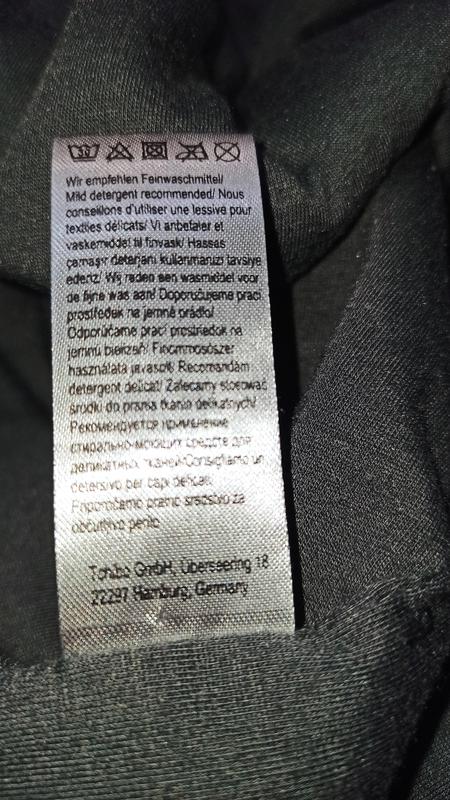 30
Wir empfehlen Feinwaschmittel/
Mild detergent recommended/ Nous
conseillons d'utiliser une lessive pour
textiles délicats/ Vi anbefaler et
vaskemiddel til finvask/ Hassas
çamaşır deterjanı kullanmanızı tavsiye
ederiz/ Wij raden een wasmiddel voor
de fijne was aan/ Doporučujeme prací
prostředek na jemné prádlo/
Odporúčame prací prostriedok na
jemnú bielizeň/ Finommosószer
használata javasolt/ Recomandăm
detergent delicat/ Zalecamy stosować
środki do prania tkanin delikatnych/
Рекомендуется применение
стирально-моющих средств для
деликатных тканей/Consigliamo un
detersivo per capi delicati/
Priporočamo pralno sredstvo za
občutljivo perilo
Tchibo GmbH, Überseering 18
22297 Hamburg, Germany